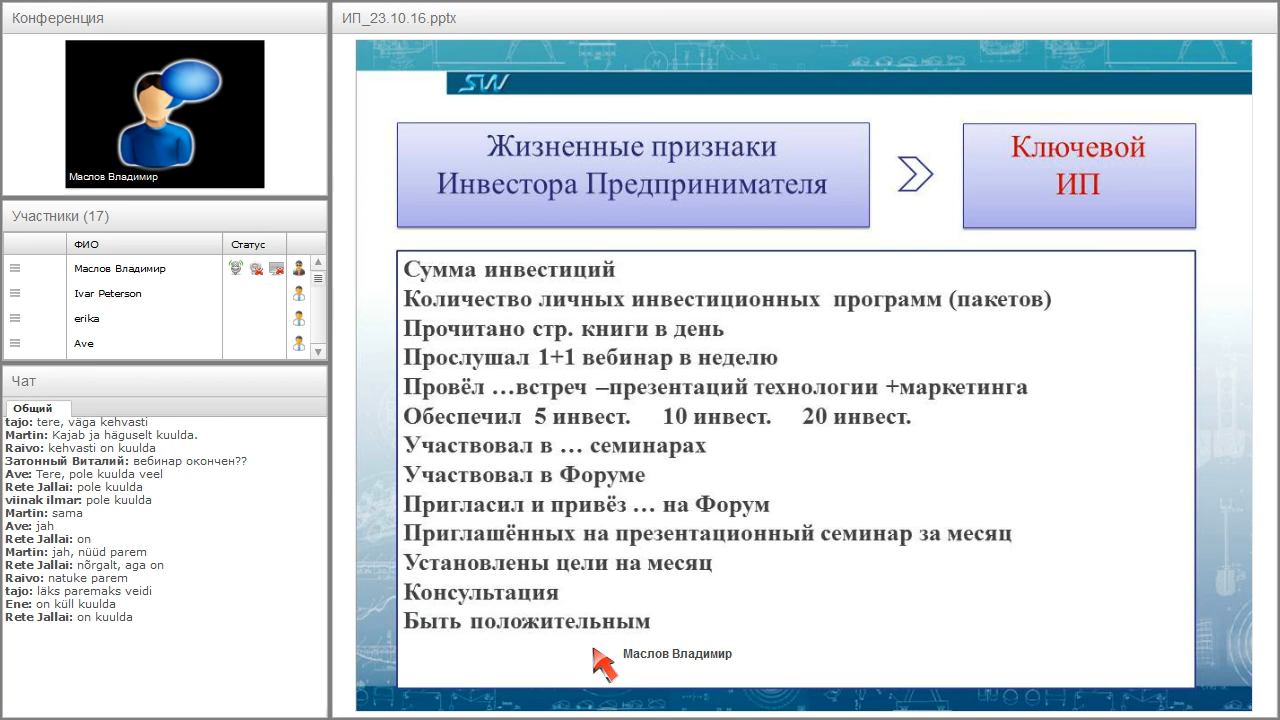 Конференция
Маслов Владимир
Участники (17)
ФИО
Статус
Маслов Владимир
Ivar Peterson
erika
Ave
Чат
Общий
tajo: tere, väga kehvasti
Martin: Kajab ja häguselt kuulda.
Raivo: kehvasti on kuulda
Затонный Виталий: вебинар окончен??
Ave: Tere, pole kuulda veel
Rete Jallai: pole kuulda
viinak ilmar: pole kuulda
Martin: sama
Ave: jah
Rete Jallai: on
Martin: jah, nüüd parem
Rete Jallai: nõrgalt aga on
Raivo: natuke parem
tajo: läks paremaks veidi
Ene: on küll kuulda
Rete Jallai: on kuulda
ИП_23.10.16.pptx
SW
Жизненные признаки
Инвестора Предпринимателя
Ключевой
ИП
Сумма инвестиций
Количество личных инвестиционных программ (пакетов)
Прочитано стр. книги в день
Прослушал 1+1 вебинар в неделю
Провёл …встреч –презентаций технологии +маркетинга
Обеспечил 5 инвест. 10 инвест. 20 инвест.
Участвовал в … семинарах
Участвовал в Форуме
Пригласил и привёз … на Форум
Приглашённых на презентационный семинар за месяц
Установлены цели на месяц
Консультация
Быть положительным
Маслов Владимир